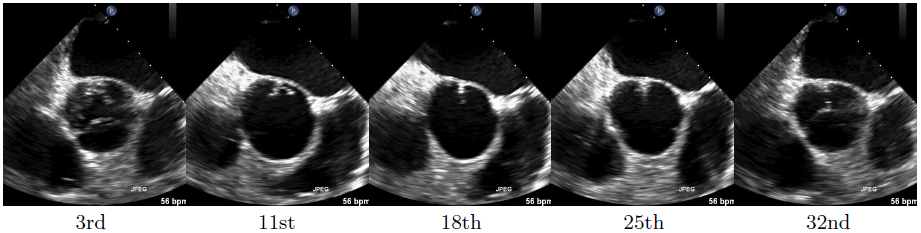 P P P P P
JPEG JPEG JPEG JPEG JPEG
56 bpm 56 bpm 56 bpm 56 bpm 56 bpm
3rd 11st 18th 25th 32nd